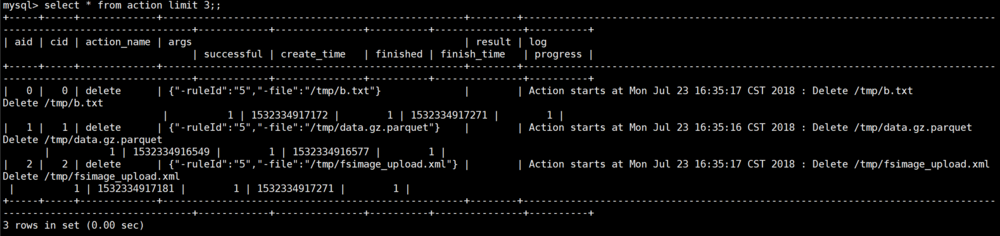 mysql> select * from action limit 3;;
+-----+-----+-------------+---------------------------------------------------+--------+--------------------------------------------------------------------------------
--------------------------------+------------+---------------+----------+---------------+----------+
| aid | cid | action_name | args                                              | result | log
                                | successful | create_time   | finished | finish_time   | progress |
+-----+-----+-------------+---------------------------------------------------+--------+--------------------------------------------------------------------------------
--------------------------------+------------+---------------+----------+---------------+----------+
|   0 |   0 | delete      | {"-ruleId":"5","-file":"/tmp/b.txt"}              |        | Action starts at Mon Jul 23 16:35:17 CST 2018 : Delete /tmp/b.txt
Delete /tmp/b.txt
                           |          1 | 1532334917172 |        1 | 1532334917271 |        1 |
|   1 |   1 | delete      | {"-ruleId":"5","-file":"/tmp/data.gz.parquet"}    |        | Action starts at Mon Jul 23 16:35:16 CST 2018 : Delete /tmp/data.gz.parquet
Delete /tmp/data.gz.parquet
       |          1 | 1532334916549 |        1 | 1532334916577 |        1 |
|   2 |   2 | delete      | {"-ruleId":"5","-file":"/tmp/fsimage_upload.xml"} |        | Action starts at Mon Jul 23 16:35:17 CST 2018 : Delete /tmp/fsimage_upload.xml
Delete /tmp/fsimage_upload.xml
 |          1 | 1532334917181 |        1 | 1532334917271 |        1 |
+-----+-----+-------------+---------------------------------------------------+--------+--------------------------------------------------------------------------------
--------------------------------+------------+---------------+----------+---------------+----------+
3 rows in set (0.00 sec)